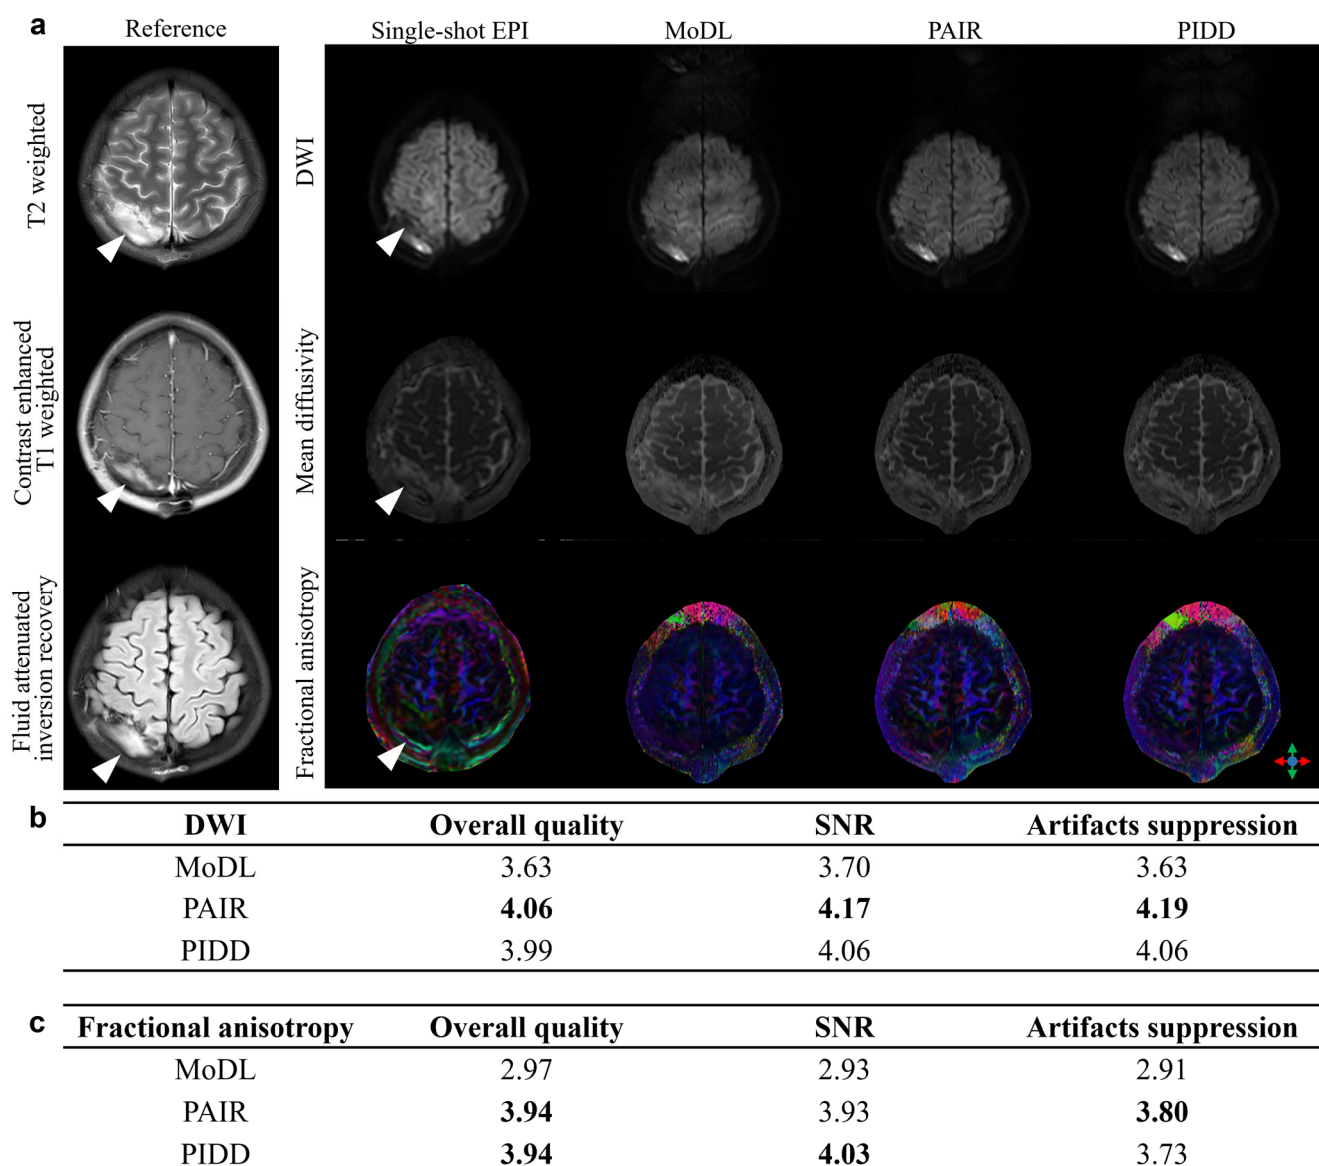 a
Reference
Single-shot EPI
MoDL
PAIR
PIDD
T2 weighted
DWI
Contrast enhanced
T1 weighted
Mean diffusivity
Fluid attenuated
inversion recovery
Fractional anisotropy
b
DWI Overall quality SNR Artifacts suppression
MoDL 3.63 3.70 3.63
PAIR 4.06 4.17 4.19
PIDD 3.99 4.06 4.06
c
Fractional anisotropy Overall quality SNR Artifacts suppression
MoDL 2.97 2.93 2.91
PAIR 3.94 3.93 3.80
PIDD 3.94 4.03 3.73